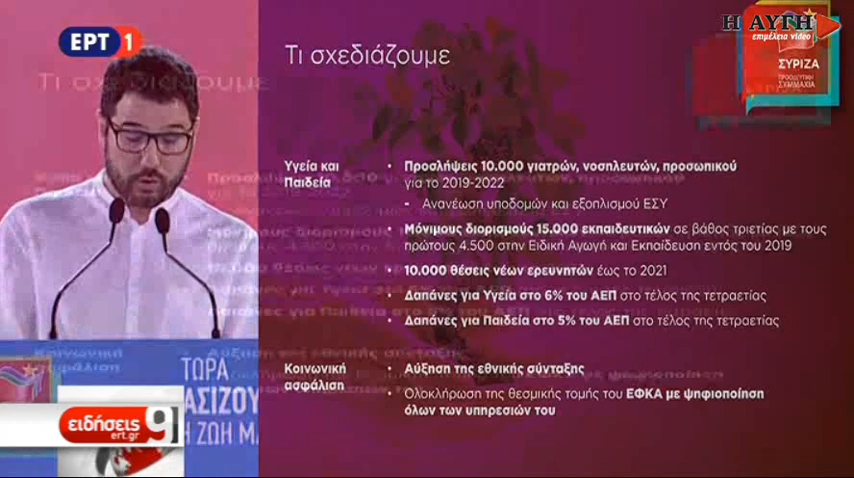 ΕΡΤ 1
Η ΑΥΓΗ
επιμέλεια video
ΣΥΡΙΖΑ
ΠΡΟΟΔΕΥΤΙΚΗ
ΣΥΜΜΑΧΙΑ
Τι σχεδιάζουμε
Τι σχεδιάζουμε
Υγεία και
Παιδεία
• Προσλήψεις 10.000 γιατρών, νοσηλευτών, προσωπικού
για το 2019-2022
- Ανανέωση υποδομών και εξοπλισμού ΕΣΥ
• Μόνιμους διορισμούς 15.000 εκπαιδευτικών σε βάθος τριετίας με τους
πρώτους 4.500 στην Ειδική Αγωγή και Εκπαίδευση εντός του 2019
• 10.000 θέσεις νέων ερευνητών έως το 2021
• Δαπάνες για Υγεία στο 6% του ΑΕΠ στο τέλος της τετραετίας
• Δαπάνες για Παιδεία στο 5% του ΑΕΠ στο τέλος της τετραετίας
Κοινωνική
ασφάλιση
• Αύξηση της εθνικής σύνταξης
• Ολοκλήρωση της θεσμικής τομής του ΕΦΚΑ με ψηφιοποίηση
όλων των υπηρεσιών του
ΤΩΡΑ
ΑΣΙΖΟΥ
Η ΖΩΗ ΜΑ
ειδήσεις
ert.gr
9